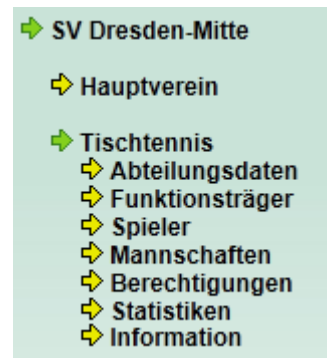 SV Dresden-Mitte
Hauptverein
Tischtennis
Abteilungsdaten
Funktionsträger
Spieler
Mannschaften
Berechtigungen
Statistiken
Information